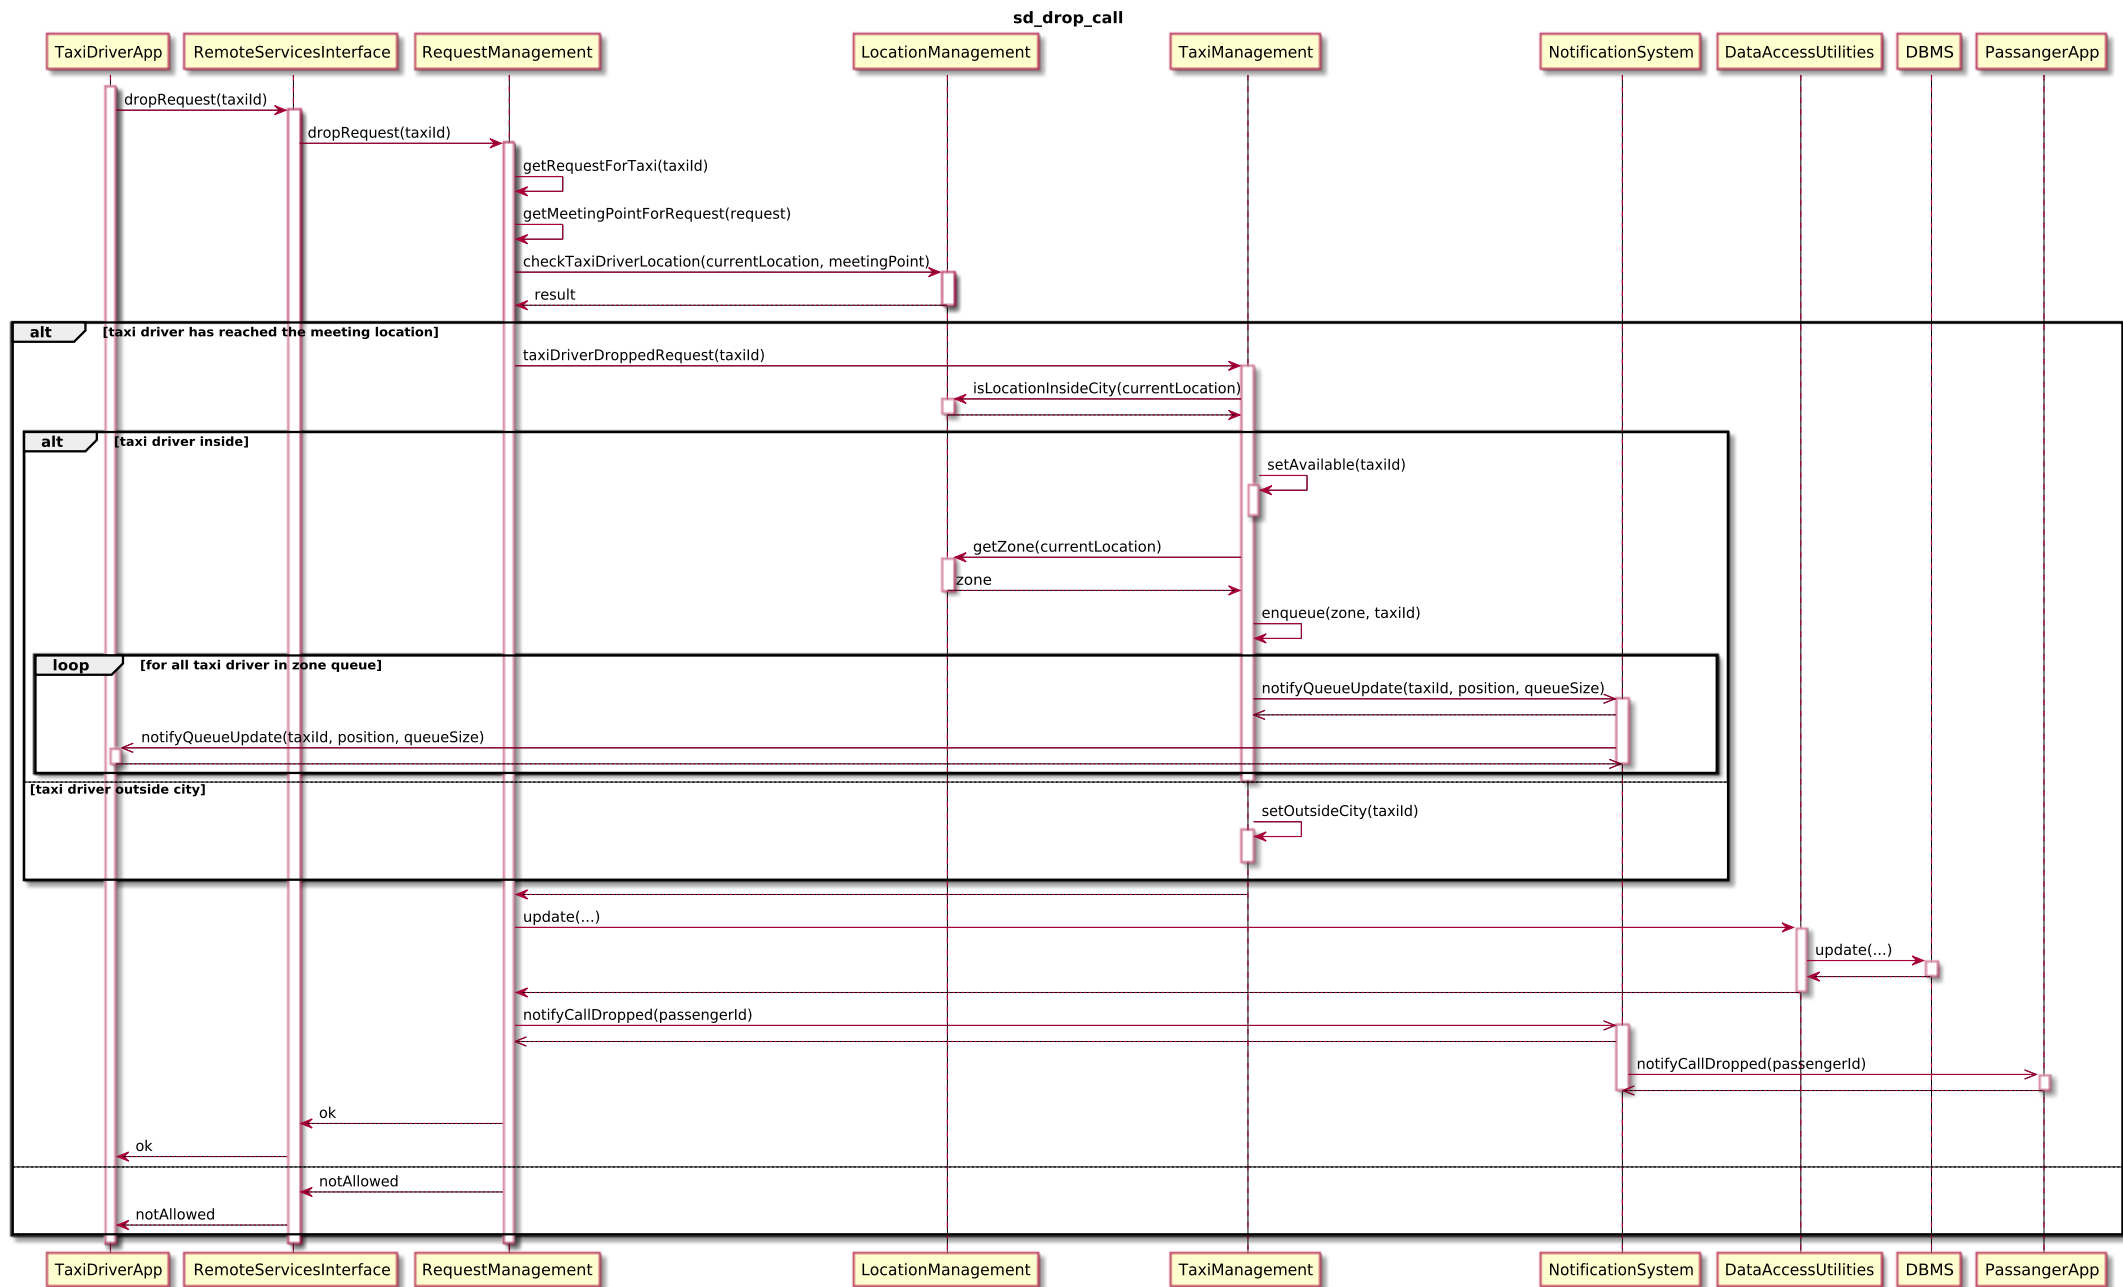 sd_drop_call
TaxiDriverApp RemoteServicesInterface RequestManagement LocationManagement TaxiManagement NotificationSystem DataAccessUtilities DBMS PassangerApp
dropRequest(taxiId)
dropRequest(taxiId)
getRequestForTaxi(taxiId)
getMeetingPointForRequest(request)
checkTaxiDriverLocation(currentLocation, meetingPoint)
result
alt [taxi driver has reached the meeting location]
taxiDriverDroppedRequest(taxiId)
isLocationInsideCity(currentLocation)
alt [taxi driver inside]
setAvailable(taxiId)
getZone(currentLocation)
zone
enqueue(zone, taxiId)
loop [for all taxi driver in zone queue]
notifyQueueUpdate(taxiId, position, queueSize)
notifyQueueUpdate(taxiId, position, queueSize)
[taxi driver outside city]
setOutsideCity(taxiId)
update(...)
update(...)
notifyCallDropped(passengerId)
notifyCallDropped(passengerId)
ok
ok
notAllowed
notAllowed
TaxiDriverApp RemoteServicesInterface RequestManagement LocationManagement TaxiManagement NotificationSystem DataAccessUtilities DBMS PassangerApp